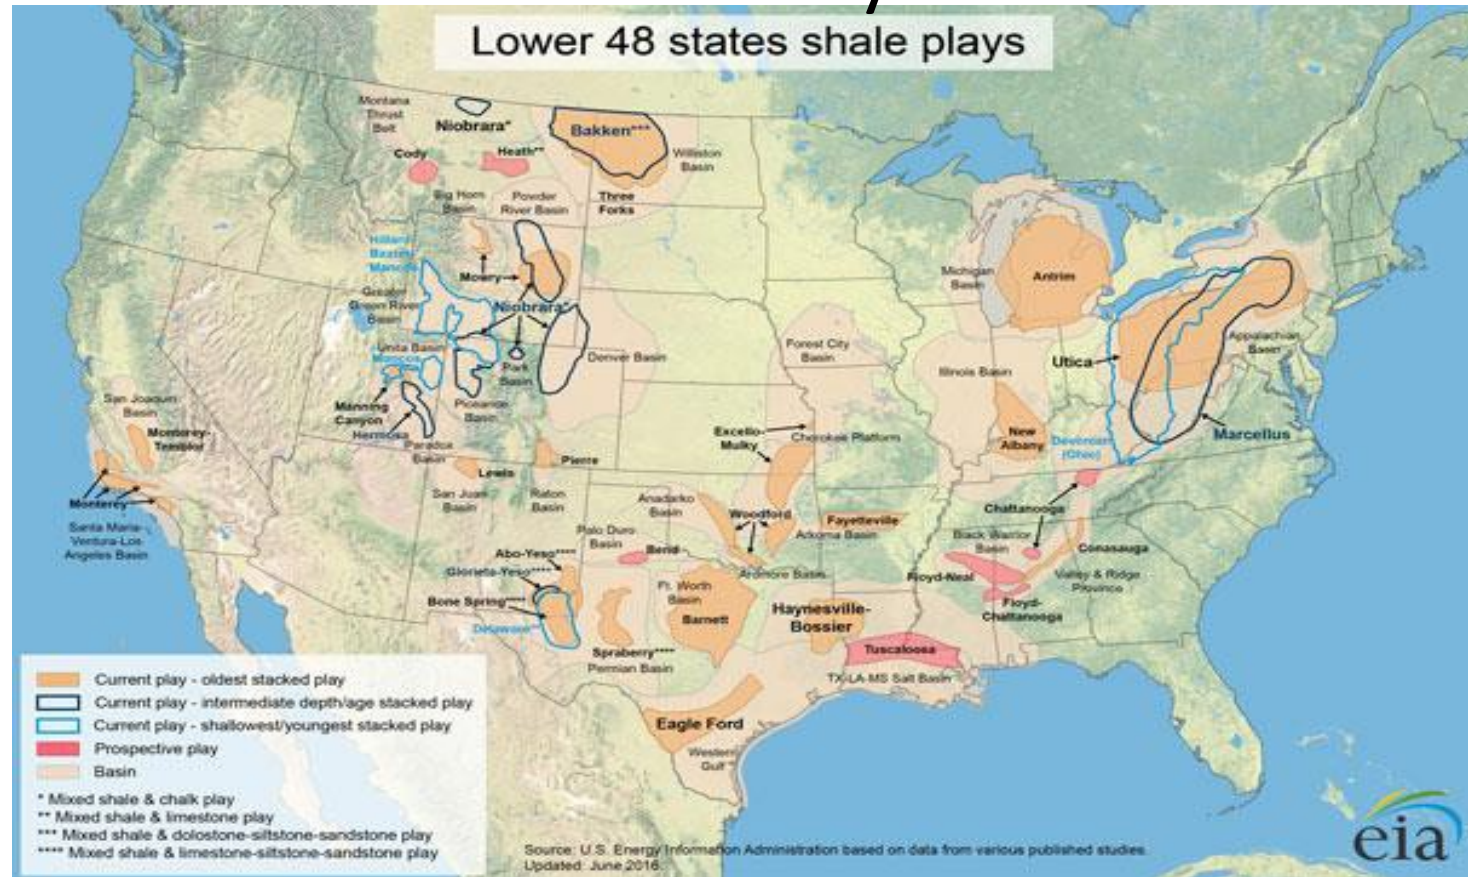 Lower 48 states shale plays
Montana
Thrust
Belt
Niobrara*
Bakken***
Cody
Heath**
Williston
Basin
Big Horn
Basin
Powder
River Basin
Three
Forks
Hilliard
Baxter
Mancos
Mowry
Greater
Green River
Basin
Niobrara*
Michigan
Basin
Antrim
Uinta Basin
Mancos
Park
Basin
Denver Basin
Forest City
Basin
Illinois Basin
Utica
Appalachian
Basin
San Joaquin
Basin
Manning
Canyon
Piceance
Basin
Hermosa
Paradox
Basin
Monterey-
Temblor
Excello-
Mulky
Cherokee Platform
New
Albany
Devonian
(Ohio)
Marcellus
Lewis
Pierre
Monterey
San Juan
Basin
Raton
Basin
Anadarko
Basin
Woodford
Fayetteville
Chattanooga
Santa Maria-
Ventura-Los
Angeles Basin
Palo Duro
Basin
Arkoma Basin
Black Warrior
Basin
Conasauga
Abo-Yeso****
Bend
Glorieta-Yeso****
Ardmore Basin
Floyd-Neal
Valley & Ridge
Province
Bone Spring****
Ft. Worth
Basin
Haynesville-
Bossier
Floyd-
Chattanooga
Delaware
Barnett
Spraberry****
Permian Basin
Tuscaloosa
TX-LA-MS Salt Basin
Eagle Ford
Western
Gulf
Current play - oldest stacked play
Current play - intermediate depth/age stacked play
Current play - shallowest/youngest stacked play
Prospective play
Basin
* Mixed shale & chalk play
** Mixed shale & limestone play
*** Mixed shale & dolostone-siltstone-sandstone play
**** Mixed shale & limestone-siltstone-sandstone play
Source: U.S. Energy Information Administration based on data from various published studies.
Updated: June 2016
eia